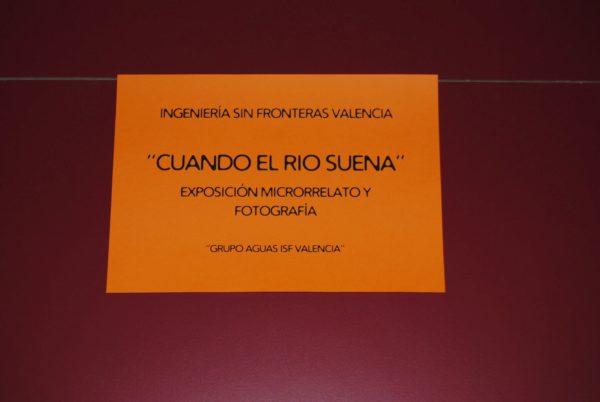 INGENIERÍA SIN FRONTERAS VALENCIA
"CUANDO EL RIO SUENA"
EXPOSICIÓN MICRORRELATO Y
FOTOGRAFÍA
"GRUPO AGUAS ISF VALENCIA"